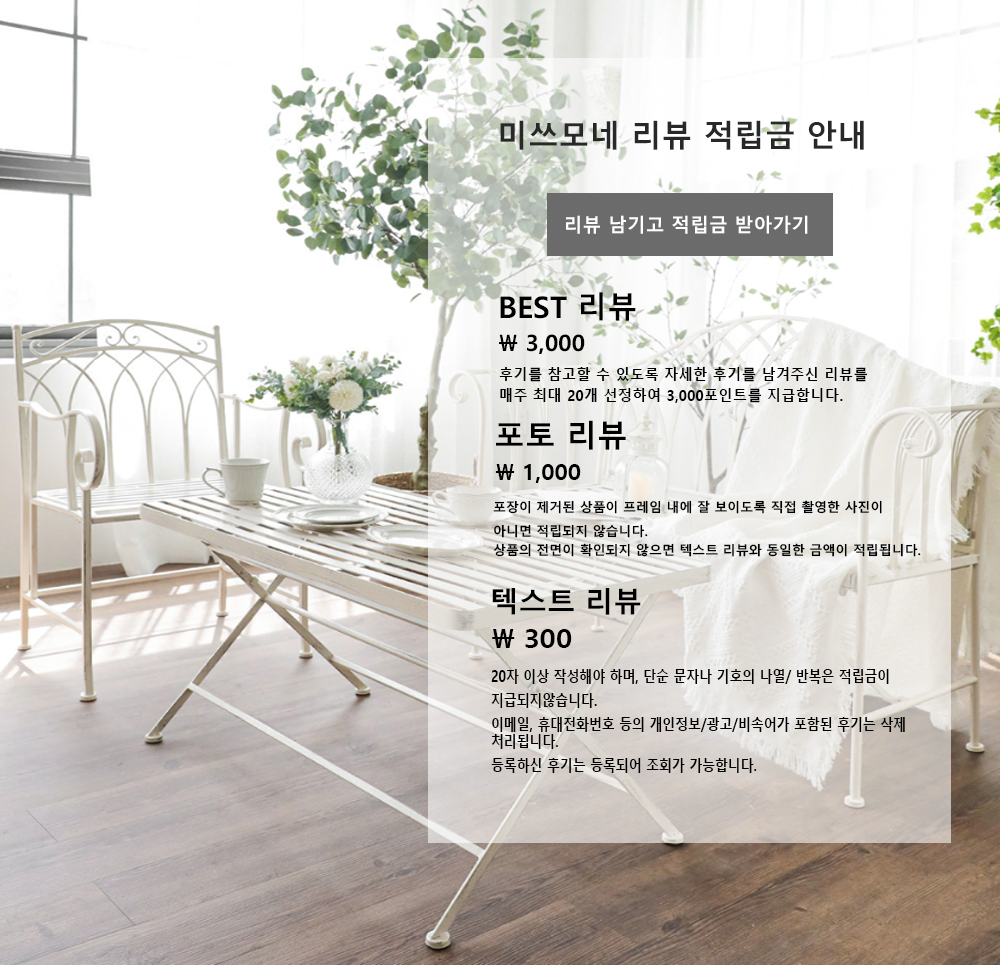 미쓰모네 리뷰 적립금 안내
리뷰 남기고 적립금 받아가기
BEST 리뷰
₩ 3,000
후기를 참고할 수 있도록 자세한 후기를 남겨주신 리뷰를
매주 최대 20개 선정하여 3,000포인트를 지급합니다.
포토 리뷰
₩ 1,000
포장이 제거된 상품이 프레임 내에 잘 보이도록 직접 촬영한 사진이
아니면 적립되지 않습니다.
상품의 전면이 확인되지 않으면 텍스트 리뷰와 동일한 금액이 적립됩니다.
텍스트 리뷰
₩ 300
20자 이상 작성해야 하며, 단순 문자나 기호의 나열/ 반복은 적립금이
지급되지않습니다.
이메일, 휴대전화번호 등의 개인정보/광고/비속어가 포함된 후기는 삭제
처리됩니다.
등록하신 후기는 등록되어 조회가 가능합니다.